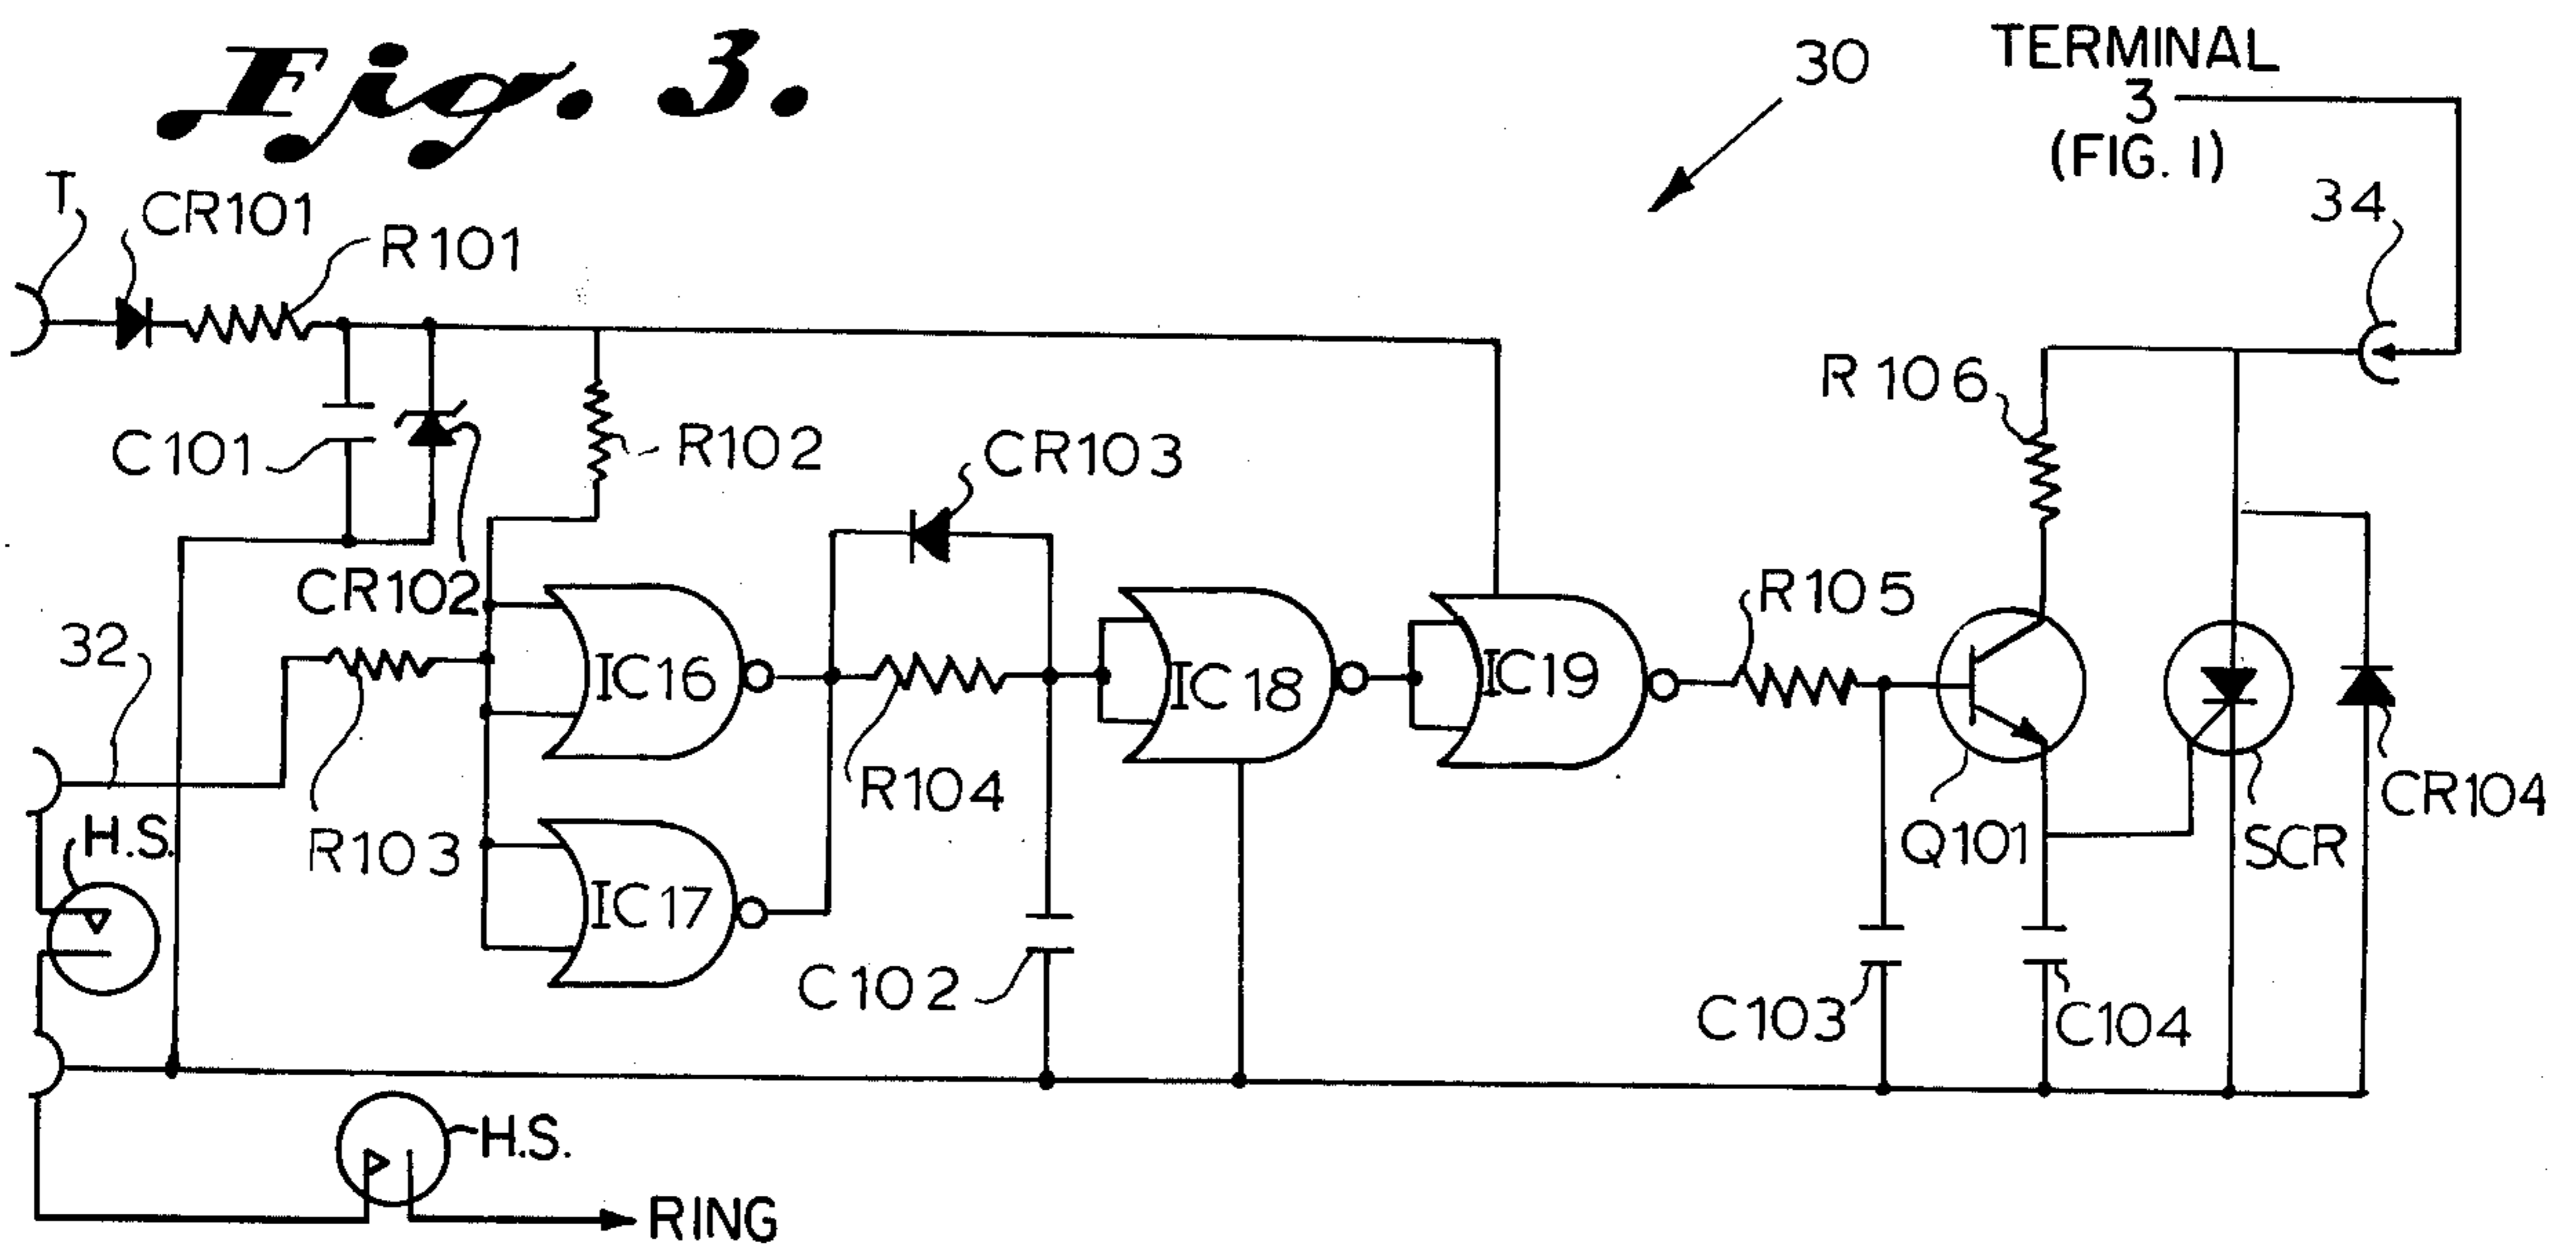 Fig. 3.
30
TERMINAL
3
(FIG. 1)
34
T
CR101
R101
R106
C101
R102
CR103
CR102
R105
32
IC16
IC18
IC19
R104
CR104
R103
H.S.
Q101
SCR
IC17
C102
C103
C104
H.S.
RING